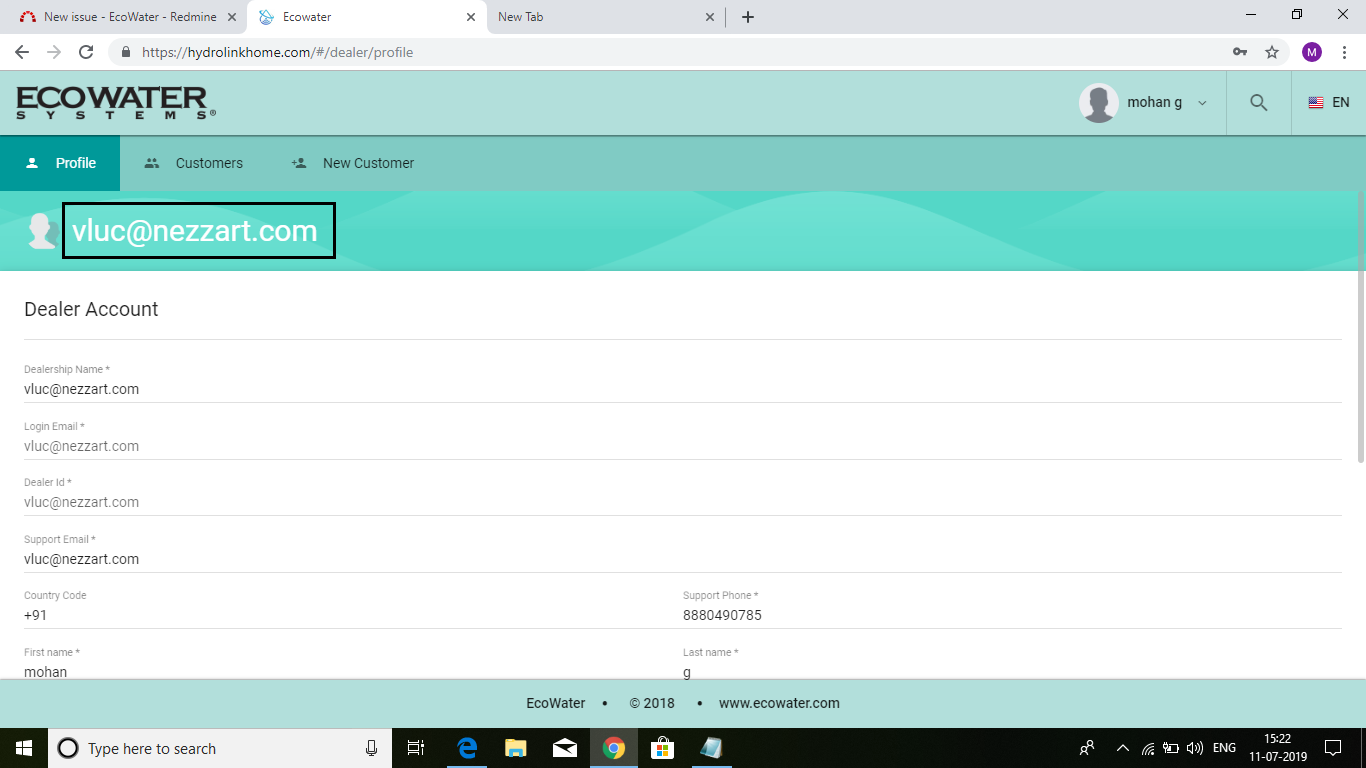 New issue - EcoWater - Redmine
Ecowater
New Tab
https://hydrolinkhome.com/#/dealer/profile
M
ECOWATER
SYSTEMS®
mohan g
EN
Profile
Customers
New Customer
vluc@nezzart.com
Dealer Account
Dealership Name *
vluc@nezzart.com
Login Email *
vluc@nezzart.com
Dealer Id *
vluc@nezzart.com
Support Email *
vluc@nezzart.com
Country Code
Support Phone *
+91
8880490785
First name *
Last name *
mohan
g
EcoWater • © 2018 • www.ecowater.com
Type here to search
ENG
15:22
11-07-2019